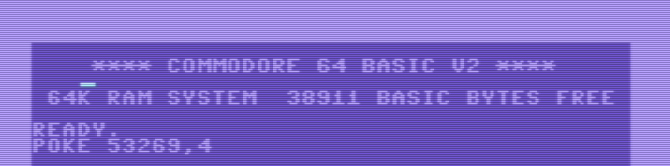 **** COMMODORE 64 BASIC V2 ****
64K RAM SYSTEM  38911 BASIC BYTES FREE
READY.
POKE 53269,4